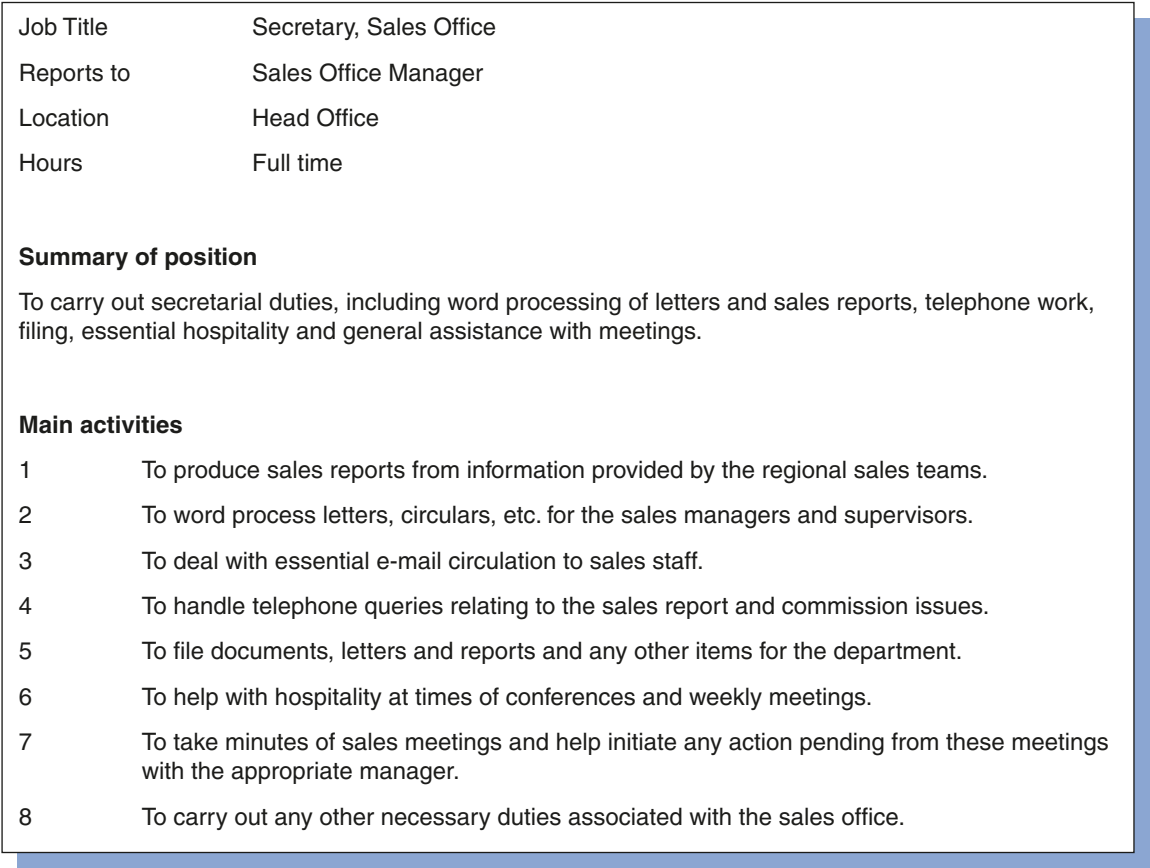 Job Title Secretary, Sales Office
Reports to Sales Office Manager
Location Head Office
Hours Full time
Summary of position
To carry out secretarial duties, including word processing of letters and sales reports, telephone work,
filing, essential hospitality and general assistance with meetings.
Main activities
1 To produce sales reports from information provided by the regional sales teams.
2 To word process letters, circulars, etc. for the sales managers and supervisors.
3 To deal with essential e-mail circulation to sales staff.
4 To handle telephone queries relating to the sales report and commission issues.
5 To file documents, letters and reports and any other items for the department.
6 To help with hospitality at times of conferences and weekly meetings.
7 To take minutes of sales meetings and help initiate any action pending from these meetings
with the appropriate manager.
8 To carry out any other necessary duties associated with the sales office.